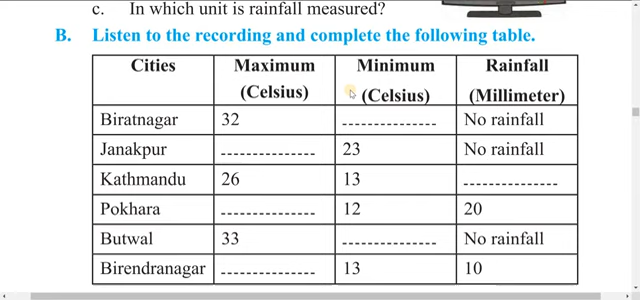 c. In which unit is rainfall measured?
B. Listen to the recording and complete the following table.
Cities Maximum (Celsius) Minimum (Celsius) Rainfall (Millimeter)
Biratnagar 32 --------------- No rainfall
Janakpur --------------- 23 No rainfall
Kathmandu 26 13 ---------------
Pokhara --------------- 12 20
Butwal 33 --------------- No rainfall
Birendranagar --------------- 13 10